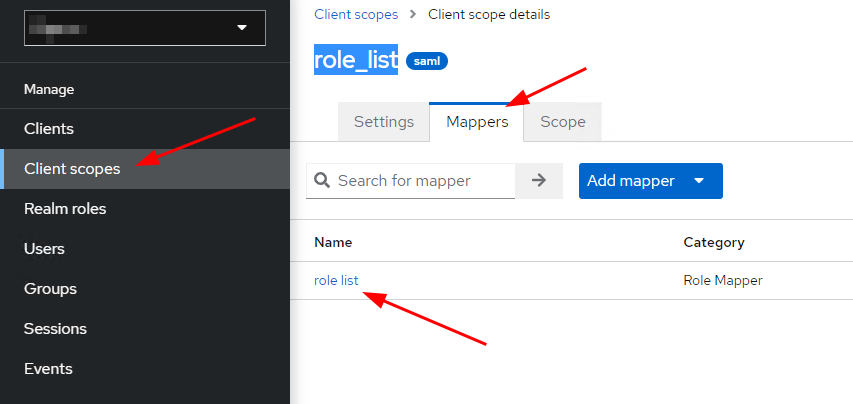 Manage
Clients
Client scopes
Realm roles
Users
Groups
Sessions
Events
Client scopes > Client scope details
role_list saml
Settings Mappers Scope
Search for mapper Add mapper
Name Category
role list Role Mapper